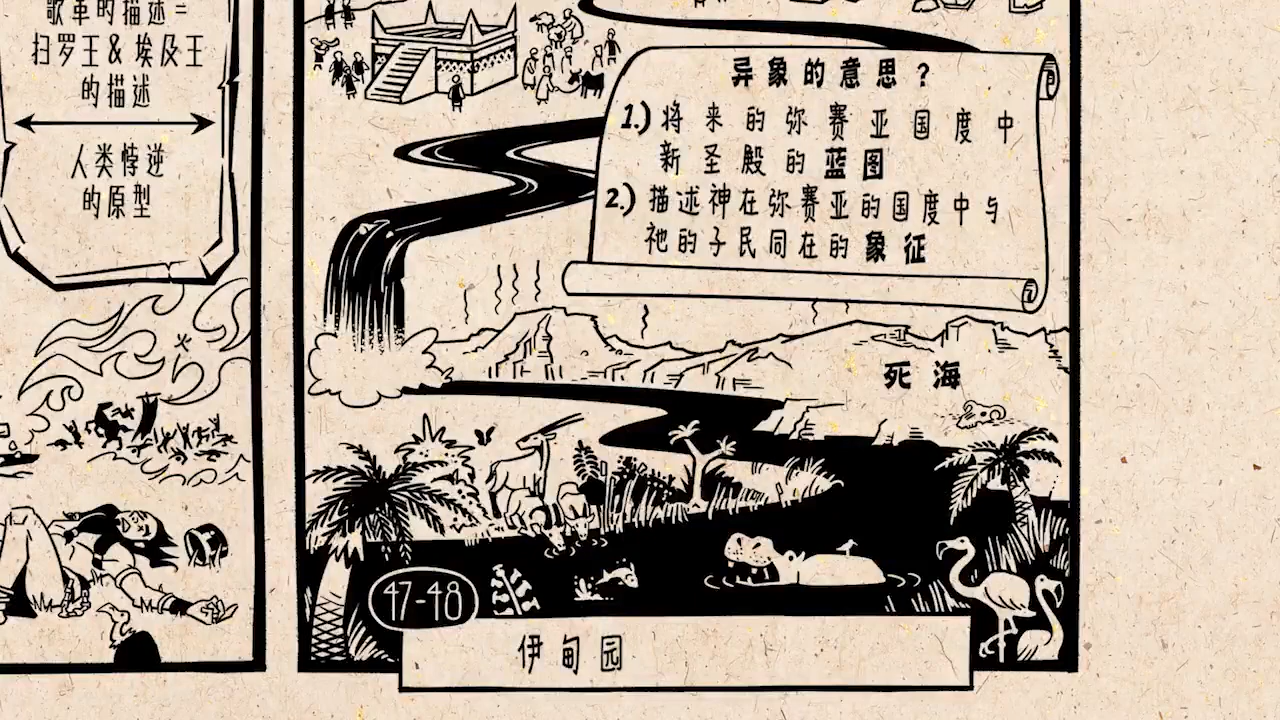 歌革的描述=
扫罗王& 埃及王
的描述
人类悖逆
的原型
异象的意思?
1.) 将来的弥赛亚国度中
新圣殿的蓝图
2.) 描述神在弥赛亚的国度中与
祂的子民同在的象征
死海
47-48
伊甸园